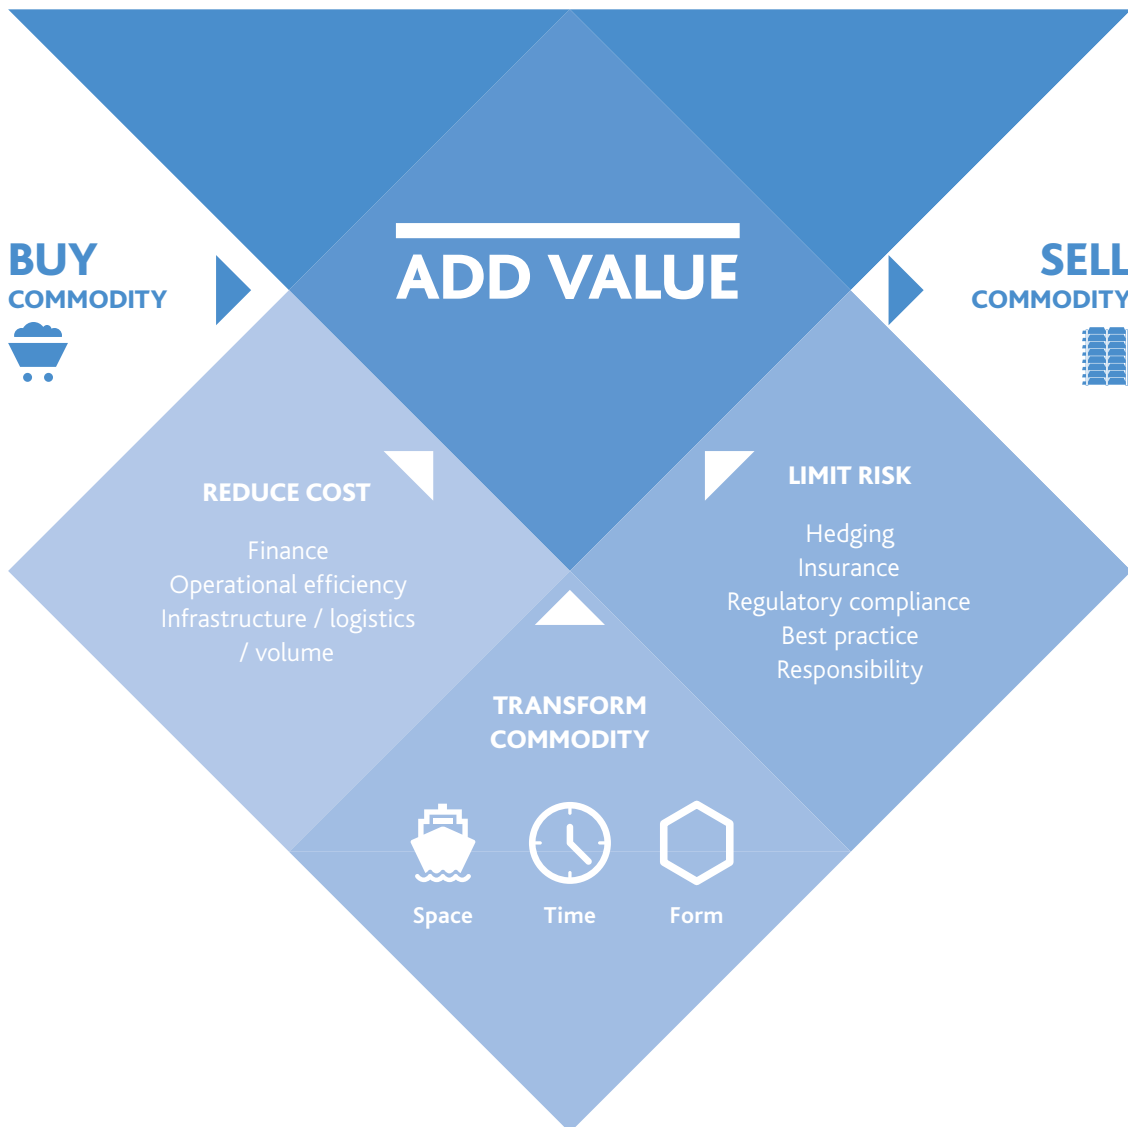 ADD VALUE
BUY
COMMODITY
SELL
COMMODITY
REDUCE COST
Finance
Operational efficiency
Infrastructure / logistics
/ volume
LIMIT RISK
Hedging
Insurance
Regulatory compliance
Best practice
Responsibility
TRANSFORM
COMMODITY
Space
Time
Form